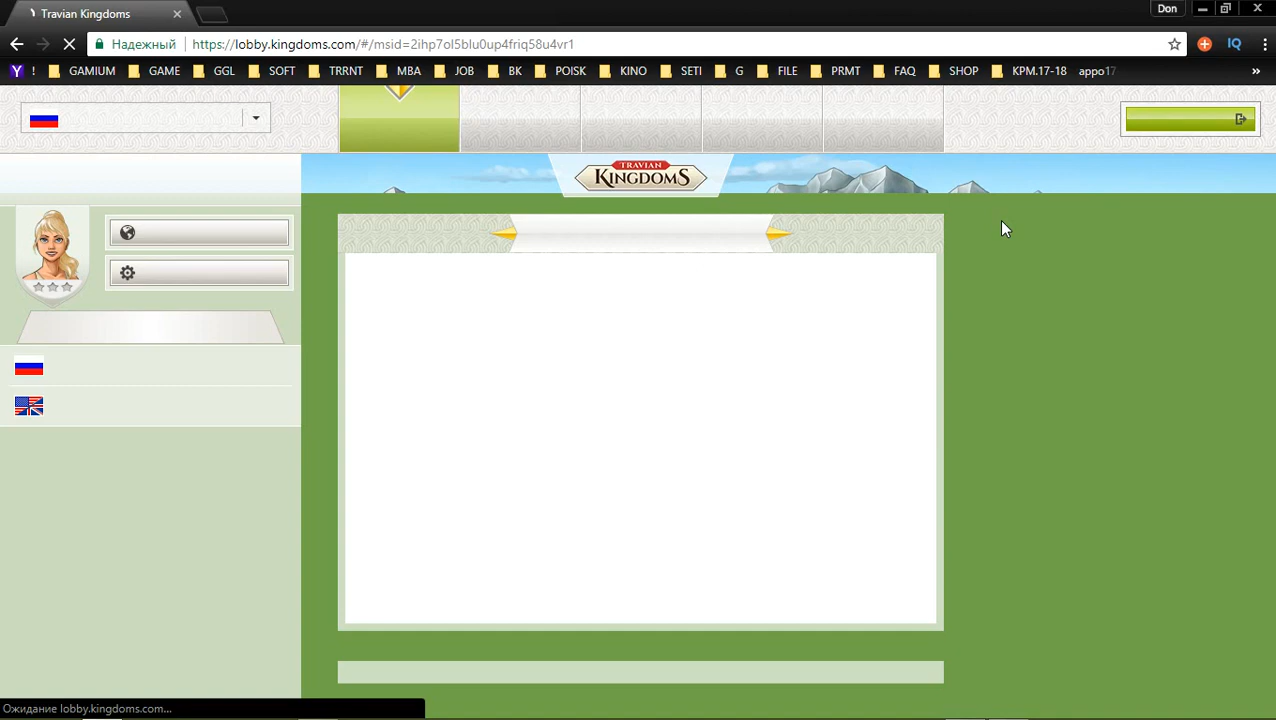 Travian Kingdoms
Don
Надежный
https://lobby.kingdoms.com/#/msid=2ihp7ol5blu0up4friq58u4vr1
IQ
Y ! GAMIUM GAME GGL SOFT TRRNT MBA JOB BK POISK KINO SETI G FILE PRMT FAQ SHOP KPM.17-18 appo17 »
TRAVIAN
KINGDOMS
Ожидание lobby.kingdoms.com...